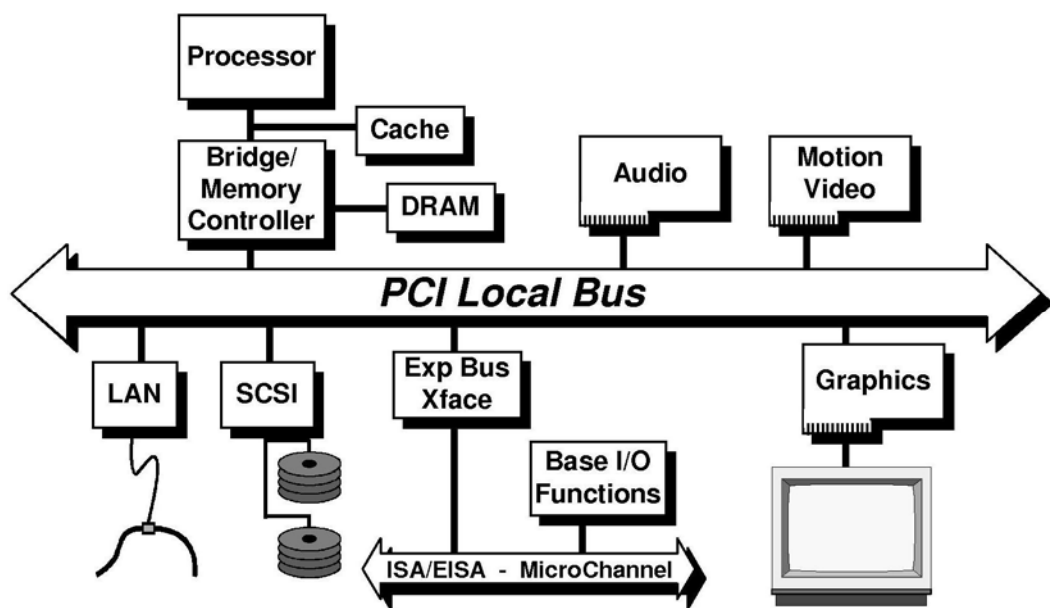 Processor
Cache
Bridge/
Memory
Controller
DRAM
Audio
Motion
Video
PCI Local Bus
LAN
SCSI
Exp Bus
Xface
Graphics
Base I/O
Functions
ISA/EISA - MicroChannel